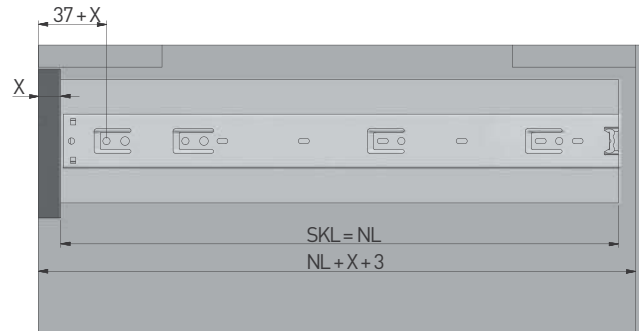 37 + X
X
SKL = NL
NL + X + 3